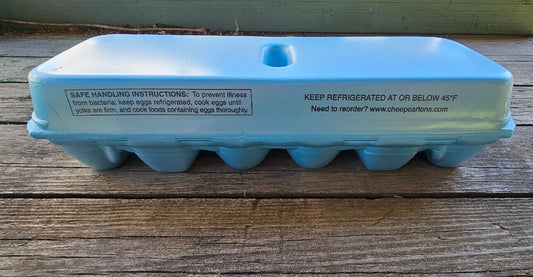 SAFE HANDLING INSTRUCTIONS: To prevent illness
from bacteria: keep eggs refrigerated, cook eggs until
yolks are firm, and cook foods containing eggs thoroughly.
KEEP REFRIGERATED AT OR BELOW 45°F
Need to reorder? www.cheepcartons.com